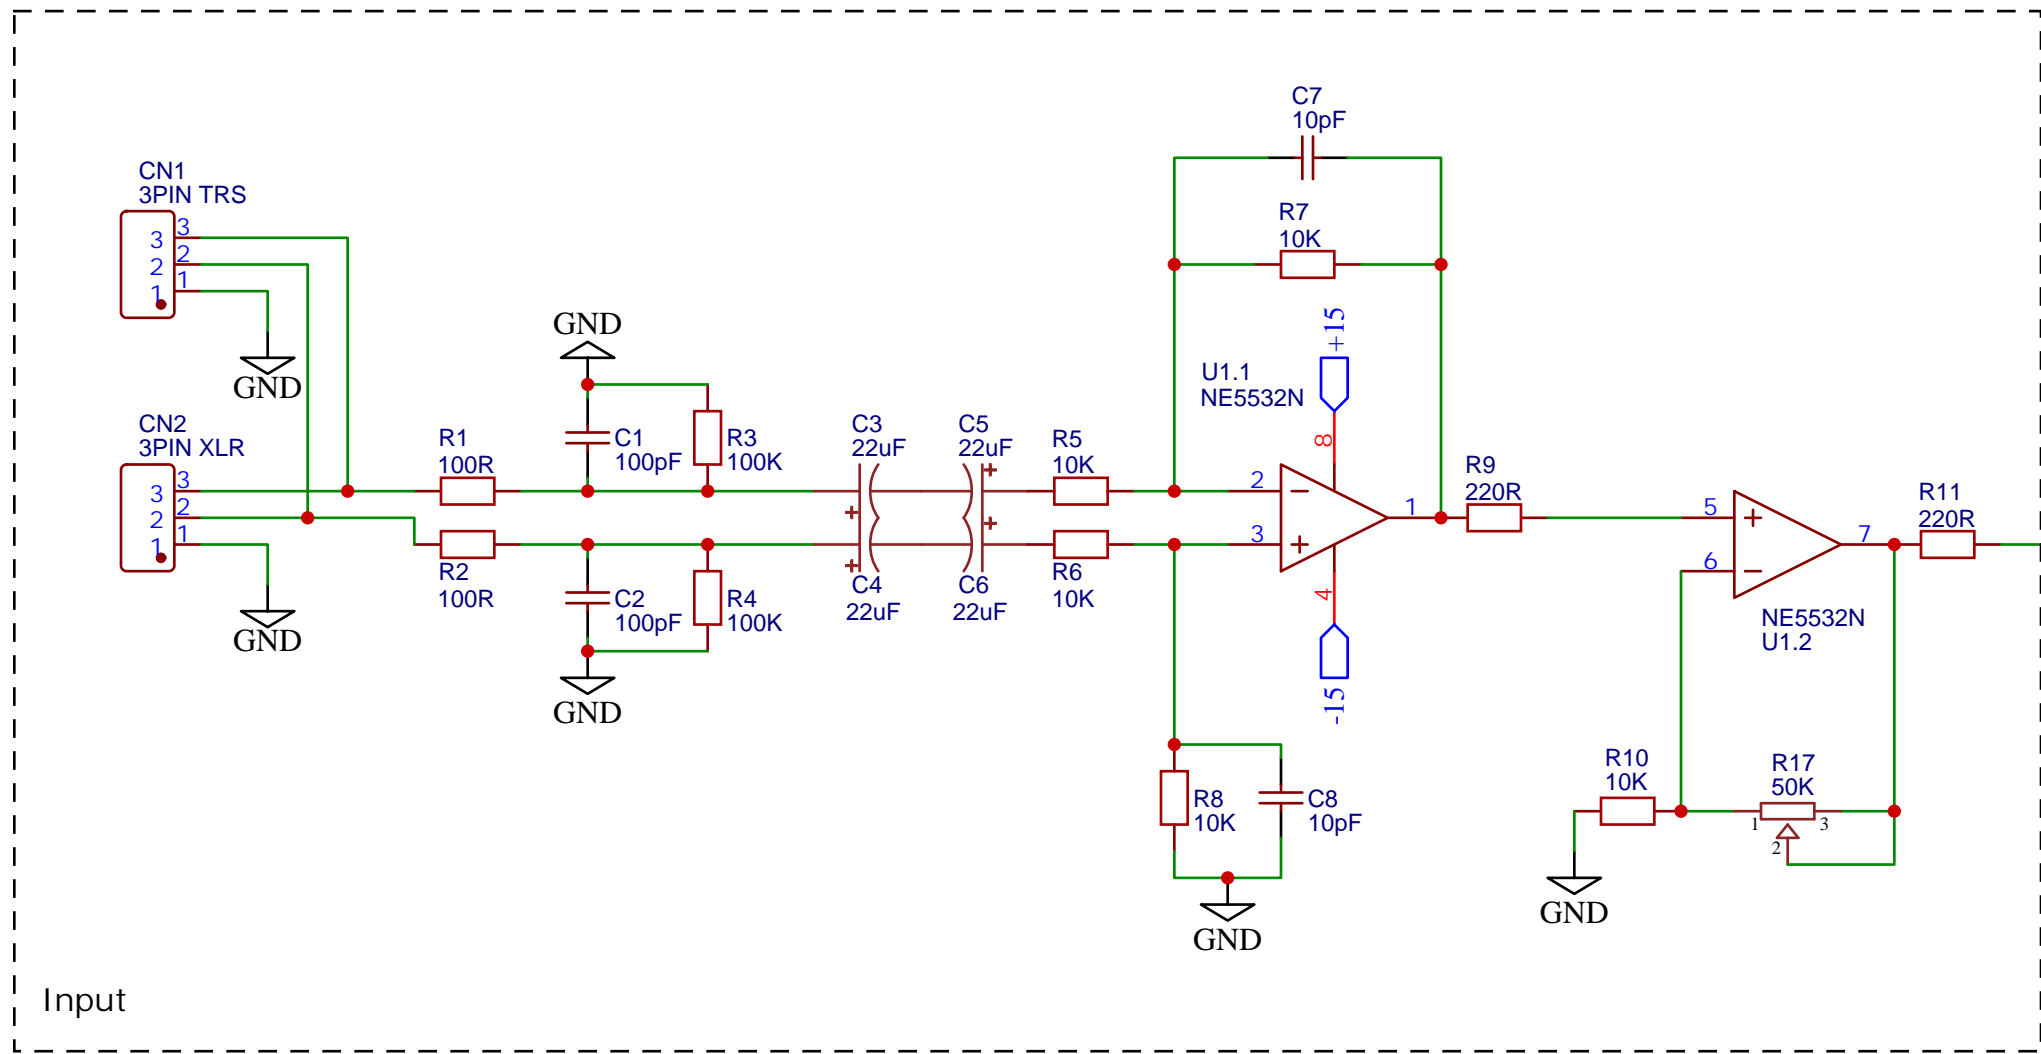 CN1
3PIN TRS
3
2
1
3
2
1
GND
CN2
3PIN XLR
3
2
1
3
2
1
GND
R1
100R
R2
100R
GND
C1
100pF
R3
100K
C2
100pF
R4
100K
GND
C3
22uF
C5
22uF
C4
22uF
C6
22uF
R5
10K
R6
10K
C7
10pF
R7
10K
U1.1
NE5532N
+15
8
2
3
1
4
-15
R8
10K
C8
10pF
GND
R9
220R
5
6
7
NE5532N
U1.2
R11
220R
R10
10K
R17
50K
1
3
2
GND
Input